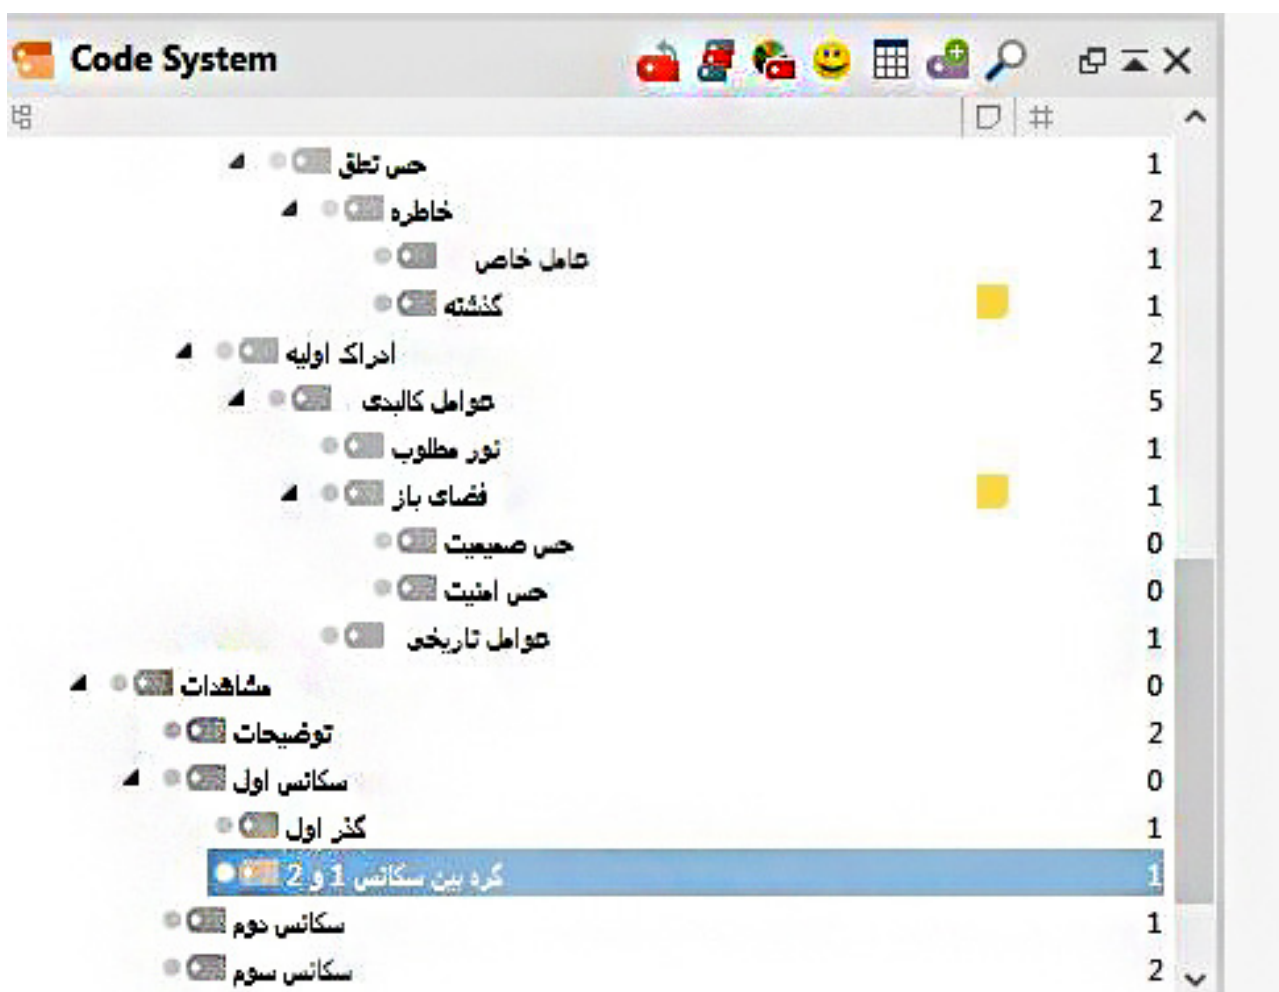 Code System
حس تعلق 1
خاطره 2
عامل خاص 1
گذشته 1
ادراک اولیه 2
عوامل کالبدی 5
نور مطلوب 1
فضای باز 1
حس صمیمیت 0
حس امنیت 0
عوامل تاریخی 1
مشاهدات 0
توضیحات 2
سکانس اول 0
گذر اول 1
گره بین سکانس 1 و 2 1
سکانس دوم 1
سکانس سوم 2